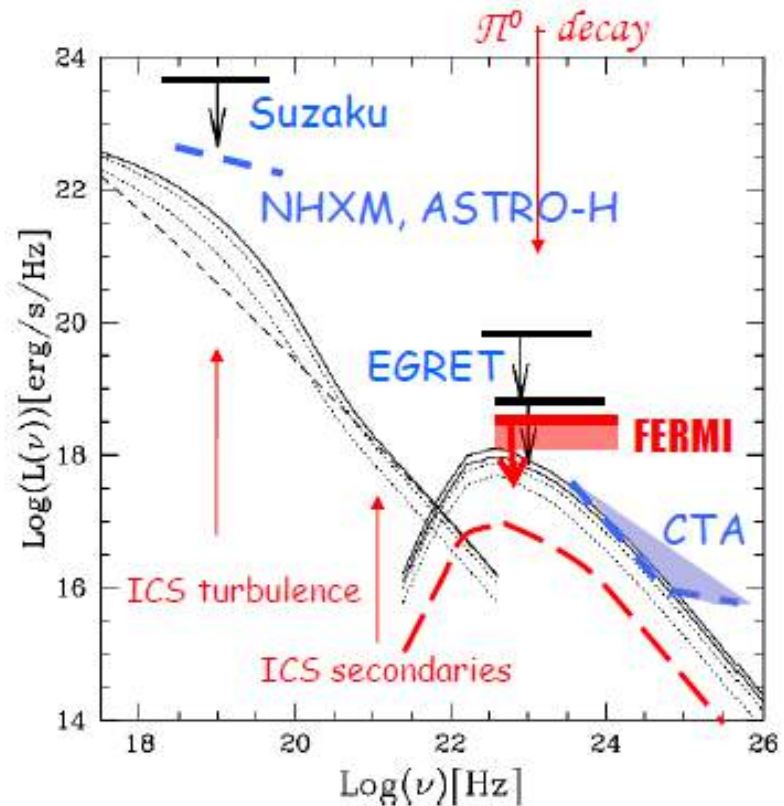 π⁰ - decay
24
Suzaku
22
NHXM, ASTRO-H
20
EGRET
FERMI
18
CTA
ICS turbulence
16
ICS secondaries
14
18
20
22
24
26
Log(L(ν))[erg/s/Hz]
Log(ν)[Hz]